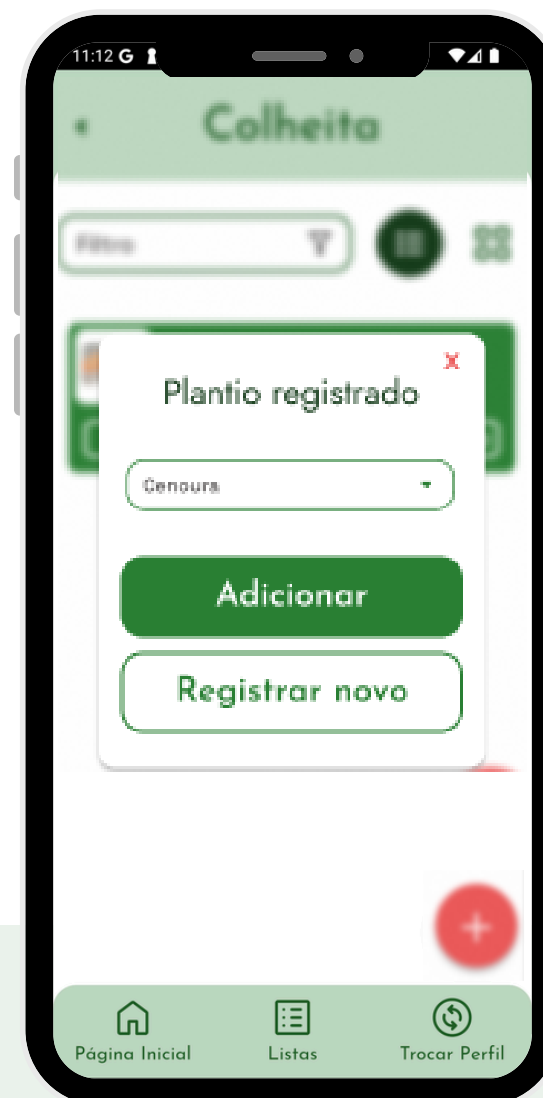 11:12 G
Colheita
Filtro
x
Plantio registrado
Cenoura
Adicionar
Registrar novo
Página Inicial
Listas
Trocar Perfil